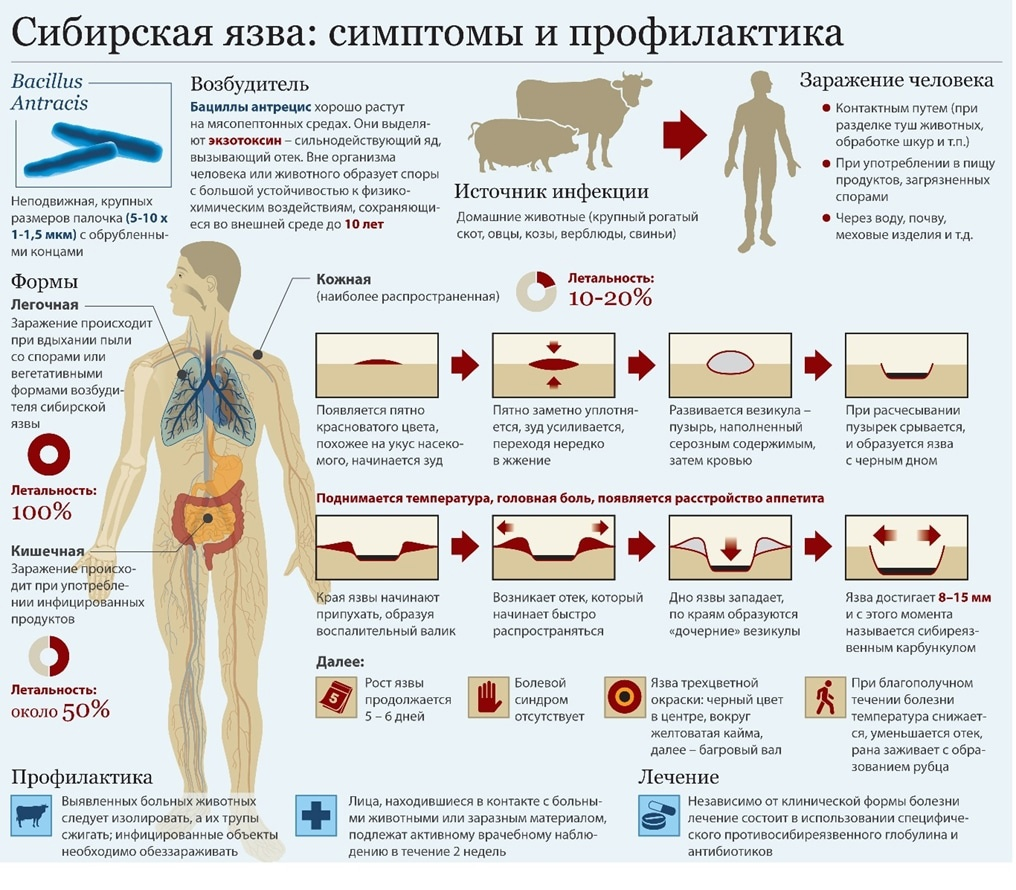 Сибирская язва: симптомы и профилактика
Bacillus
Antracis
Неподвижная, крупных
размеров палочка (5-10 х
1-1,5 мкм) с обрубленны-
ми концами
Возбудитель
Бациллы антрецис хорошо растут
на мясопептонных средах. Они выделя-
ют экзотоксин – сильнодействующий яд,
вызывающий отек. Вне организма
человека или животного образует споры
с большой устойчивостью к физико-
химическим воздействиям, сохраняющи-
еся во внешней среде до 10 лет
Источник инфекции
Домашние животные (крупный рогатый
скот, овцы, козы, верблюды, свиньи)
Заражение человека
Контактным путем (при
разделке туш животных,
обработке шкур и т.п.)
При употреблении в пищу
продуктов, загрязненных
спорами
Через воду, почву,
меховые изделия и т.д.
Формы
Легочная
Заражение происходит
при вдыхании пыли
со спорами или
вегетативными
формами возбуди-
теля сибирской
язвы
Летальность:
100%
Кишечная
Заражение происхо-
дит при употребле-
нии инфицированных
продуктов
Летальность:
около 50%
Кожная
(наиболее распространенная)
Летальность:
10-20%
Появляется пятно
красноватого цвета,
похожее на укус насеко-
мого, начинается зуд
Пятно заметно уплотня-
ется, зуд усиливается,
переходя нередко
в жжение
Развивается везикула –
пузырь, наполненный
серозным содержимым,
затем кровью
При расчесывании
пузырек срывается,
и образуется язва
с черным дном
Поднимается температура, головная боль, появляется расстройство аппетита
Края язвы начинают
припухать, образуя
воспалительный валик
Возникает отек, который
начинает быстро
распространяться
Дно язвы западает,
по краям образуются
«дочерние» везикулы
Язва достигает 8–15 мм
и с этого момента
называется сибиреяз-
венным карбункулом
Далее:
5
Рост язвы
продолжается
5 – 6 дней
Болевой
синдром
отсутствует
Язва трехцветной
окраски: черный цвет
в центре, вокруг
желтоватая кайма,
далее – багровый вал
При благополучном
течении болезни
температура снижает-
ся, уменьшается отек,
рана заживает с обра-
зованием рубца
Профилактика
Выявленных больных животных
следует изолировать, а их трупы
сжигать; инфицированные объекты
необходимо обеззараживать
Лица, находившиеся в контакте с больны-
ми животными или заразным материалом,
подлежат активному врачебному наблю-
дению в течение 2 недель
Лечение
Независимо от клинической формы болезни
лечение состоит в использовании специфиче-
ского противосибиреязвенного глобулина и
антибиотиков